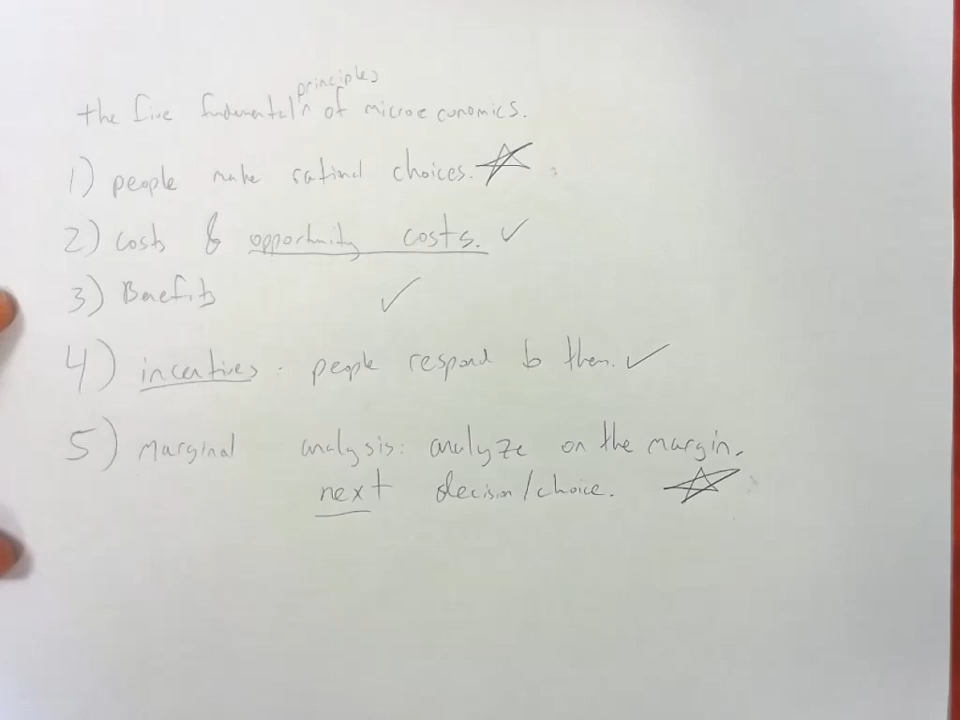 the five fundemental principles of microeconomics.
1) people make rational choices.
2) costs & opportunity costs. ✓
3) Benefits ✓
4) incentives. people respond to them. ✓
5) Marginal analysis: analyze on the margin.
next decision/choice.